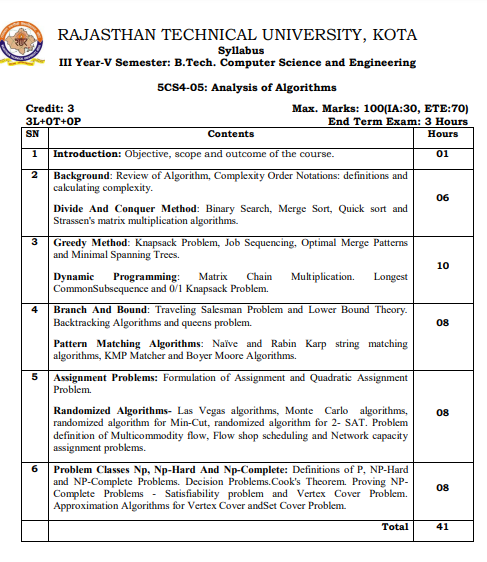 RAJASTHAN TECHNICAL UNIVERSITY, KOTA
Syllabus
III Year-V Semester: B.Tech. Computer Science and Engineering
5CS4-05: Analysis of Algorithms
Credit: 3 Max. Marks: 100(IA:30, ETE:70)
3L+0T+0P End Term Exam: 3 Hours
SN Contents Hours
1 Introduction: Objective, scope and outcome of the course. 01
2 Background: Review of Algorithm, Complexity Order Notations: definitions and
calculating complexity.
06
Divide And Conquer Method: Binary Search, Merge Sort, Quick sort and
Strassen's matrix multiplication algorithms.
3 Greedy Method: Knapsack Problem, Job Sequencing, Optimal Merge Patterns
and Minimal Spanning Trees.
10
Dynamic Programming: Matrix Chain Multiplication. Longest
CommonSubsequence and 0/1 Knapsack Problem.
4 Branch And Bound: Traveling Salesman Problem and Lower Bound Theory.
Backtracking Algorithms and queens problem.
08
Pattern Matching Algorithms: Naïve and Rabin Karp string matching
algorithms, KMP Matcher and Boyer Moore Algorithms.
5 Assignment Problems: Formulation of Assignment and Quadratic Assignment
Problem.
Randomized Algorithms- Las Vegas algorithms, Monte Carlo algorithms,
08
randomized algorithm for Min-Cut, randomized algorithm for 2- SAT. Problem
definition of Multicommodity flow, Flow shop scheduling and Network capacity
assignment problems.
6 Problem Classes Np, Np-Hard And Np-Complete: Definitions of P, NP-Hard
and NP-Complete Problems. Decision Problems.Cook's Theorem. Proving NP-
08
Complete Problems - Satisfiability problem and Vertex Cover Problem.
Approximation Algorithms for Vertex Cover andSet Cover Problem.
Total 41